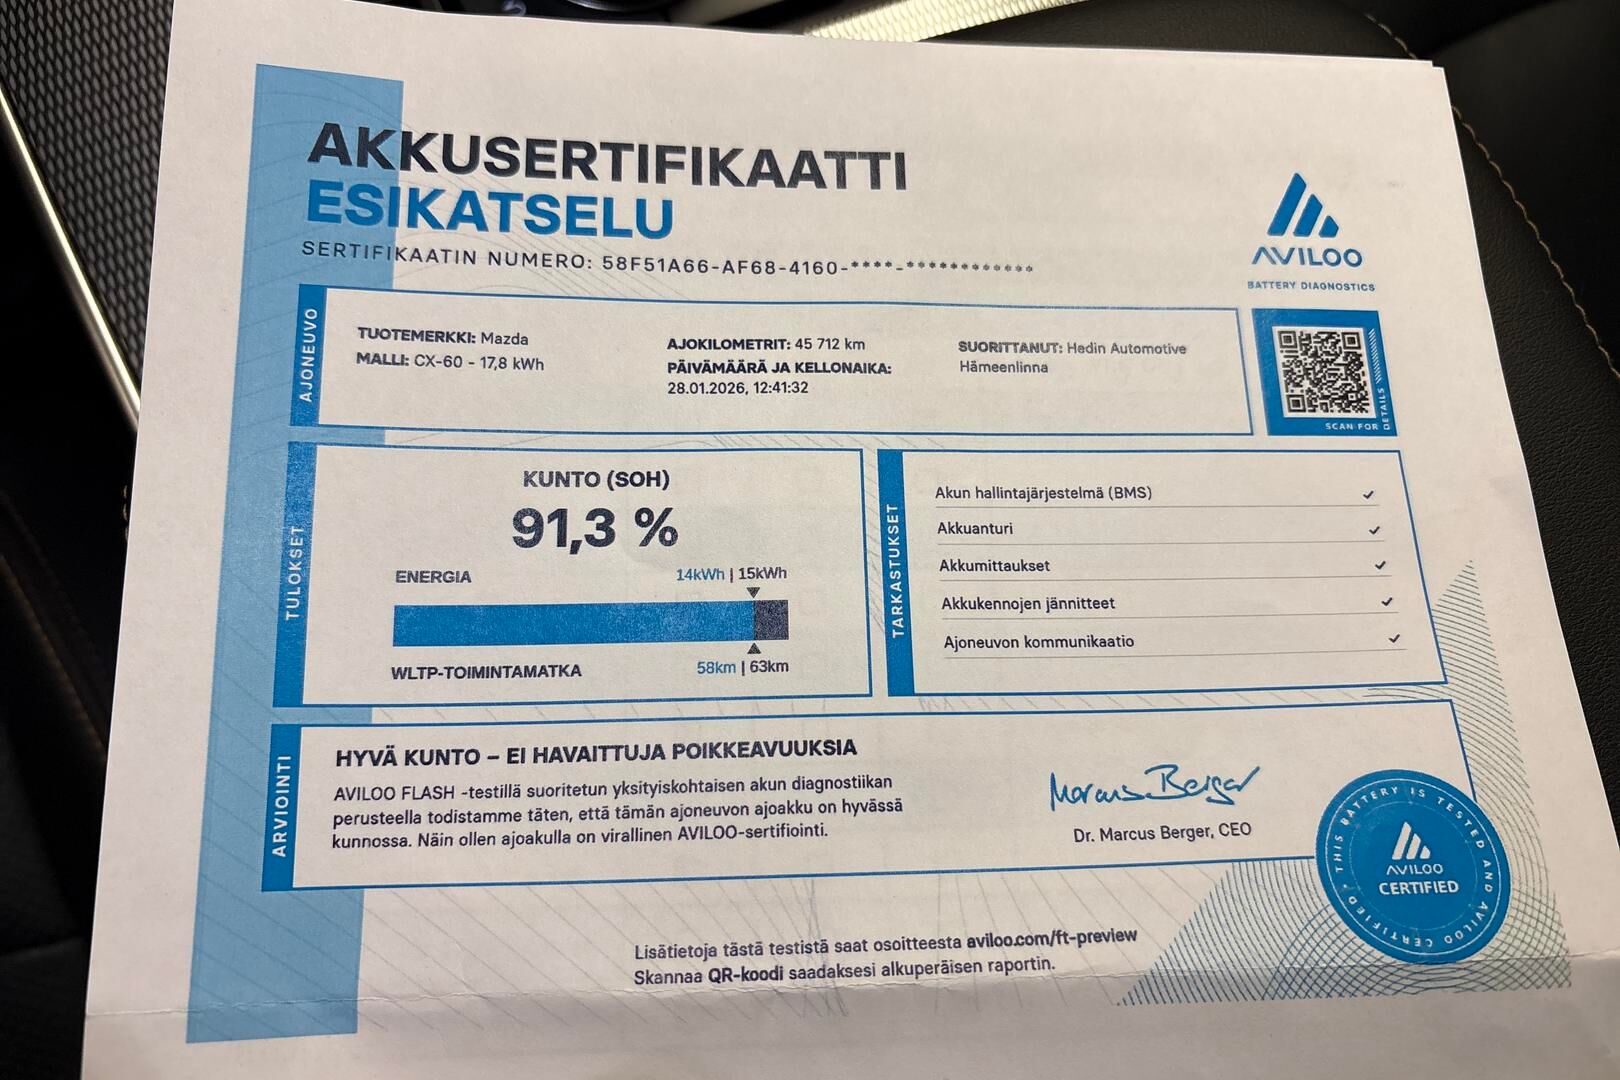 AKKUSERTIFIKAATTI
ESIKATSELU
SERTIFIKAATIN NUMERO: 58F51A66-AF68-4160-****-************
AVILOO
BATTERY DIAGNOSTICS
AJONEUVO
TUOTEMERKKI: Mazda
MALLI: CX-60 - 17,8 kWh
AJOKILOMETRIT: 45 712 km
PÄIVÄMÄÄRÄ JA KELLONAIKA:
28.01.2026, 12:41:32
SUORITTANUT: Hedin Automotive
Hämeenlinna
SCAN FOR DETAILS
TULOKSET
KUNTO (SOH)
91,3 %
ENERGIA 14kWh | 15kWh
WLTP-TOIMINTAMATKA 58km | 63km
TARKASTUKSET
Akun hallintajärjestelmä (BMS) ✓
Akkuanturi ✓
Akkumittaukset ✓
Akkukennojen jännitteet ✓
Ajoneuvon kommunikaatio ✓
ARVIOINTI
HYVÄ KUNTO – EI HAVAITTUJA POIKKEAVUUKSIA
AVILOO FLASH -testillä suoritetun yksityiskohtaisen akun diagnostiikan
perusteella todistamme täten, että tämän ajoneuvon ajoakku on hyvässä
kunnossa. Näin ollen ajoakulla on virallinen AVILOO-sertifiointi.
Marcus Berger
Dr. Marcus Berger, CEO
THIS BATTERY IS TESTED AND AVILOO CERTIFIED
AVILOO
CERTIFIED
Lisätietoja tästä testistä saat osoitteesta aviloo.com/ft-preview
Skannaa QR-koodi saadaksesi alkuperäisen raportin.